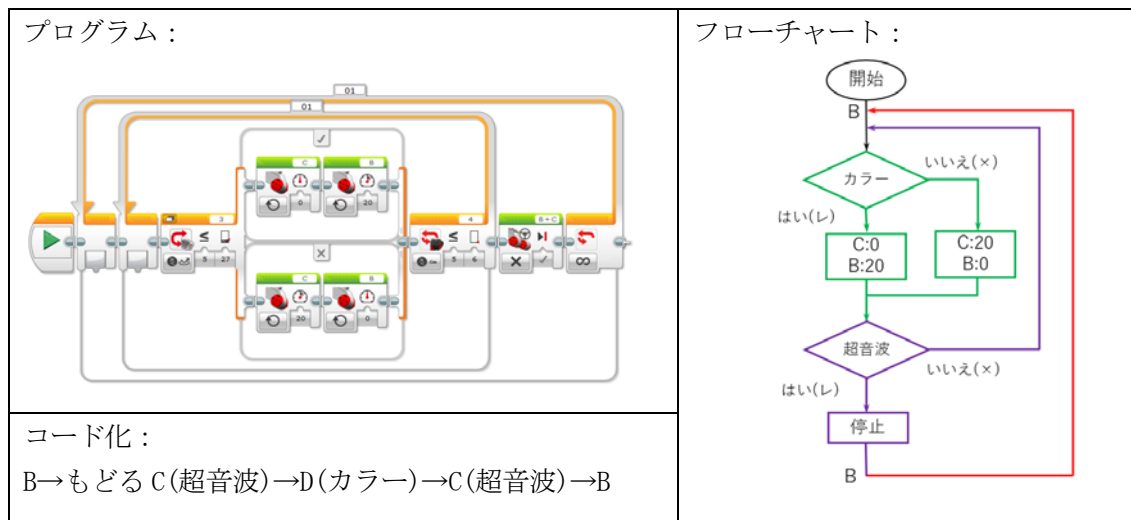 プログラム：
01
01
✓
C
B
0
20
3
≤
5
27
×
C
B
20
0
4
≤
5
6
B+C
✓
∞
コード化：
B→もどる C(超音波)→D(カラー)→C(超音波)→B
フローチャート：
開始
B
カラー
いいえ(×)
はい(レ)
C:0
B:20
C:20
B:0
超音波
いいえ(×)
はい(レ)
停止
B